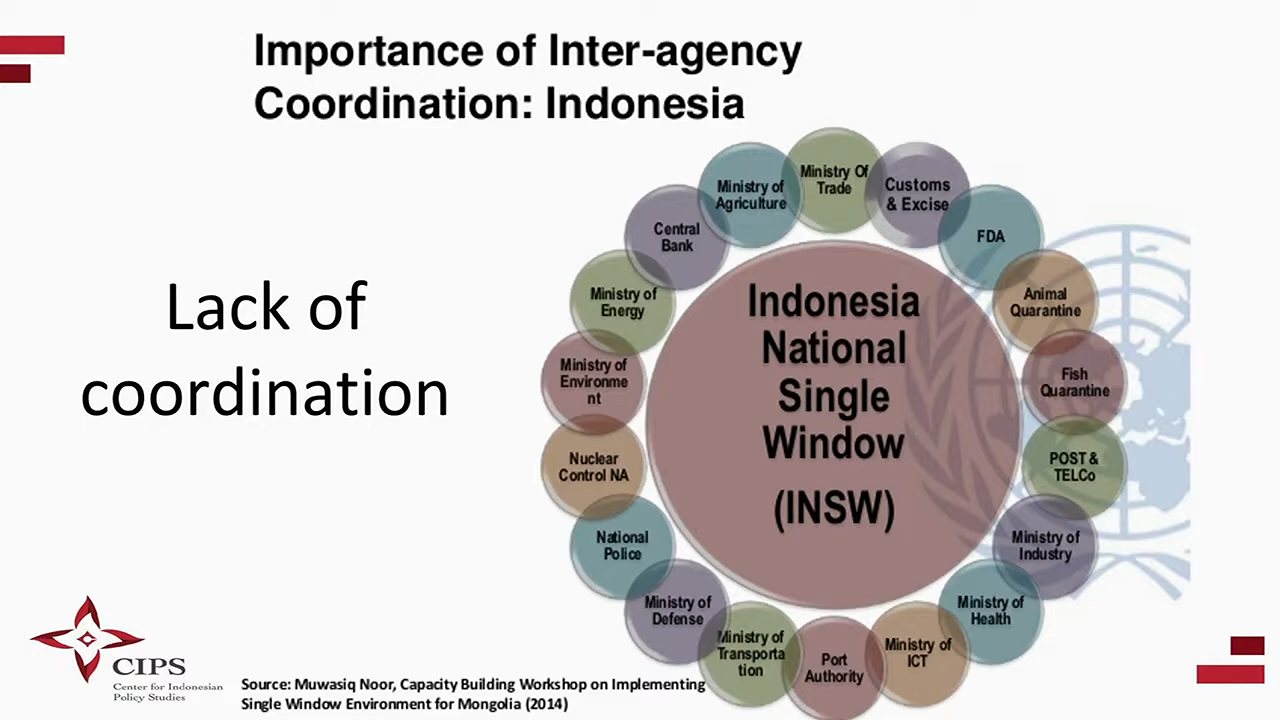 Importance of Inter-agency
Coordination: Indonesia
Lack of
coordination
Indonesia
National
Single
Window
(INSW)
Ministry Of
Trade
Customs
& Excise
FDA
Animal
Quarantine
Fish
Quarantine
POST &
TELCo
Ministry of
Industry
Ministry of
Health
Ministry of
ICT
Port
Authority
Ministry of
Transporta
tion
Ministry of
Defense
National
Police
Nuclear
Control NA
Ministry of
Environme
nt
Ministry of
Energy
Central
Bank
Ministry of
Agriculture
CIPS
Center for Indonesian
Policy Studies
Source: Muwasiq Noor, Capacity Building Workshop on Implementing
Single Window Environment for Mongolia (2014)